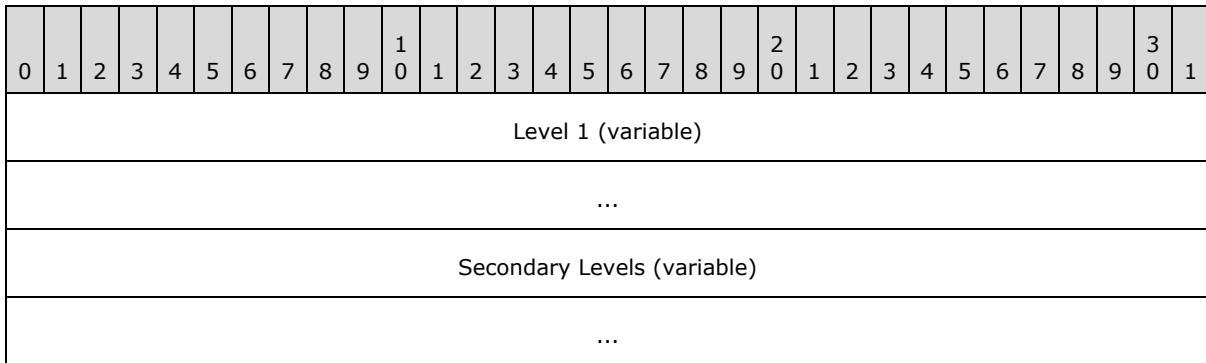 1 2 3
0 1 2 3 4 5 6 7 8 9 0 1 2 3 4 5 6 7 8 9 0 1 2 3 4 5 6 7 8 9 0 1
Level 1 (variable)
...
Secondary Levels (variable)
...